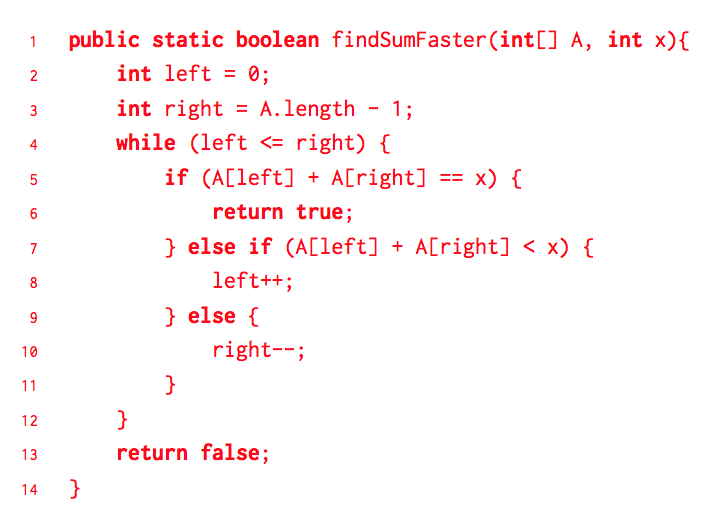 1 public static boolean findSumFaster(int[] A, int x){
2     int left = 0;
3     int right = A.length - 1;
4     while (left <= right) {
5         if (A[left] + A[right] == x) {
6             return true;
7         } else if (A[left] + A[right] < x) {
8             left++;
9         } else {
10             right--;
11         }
12     }
13     return false;
14 }